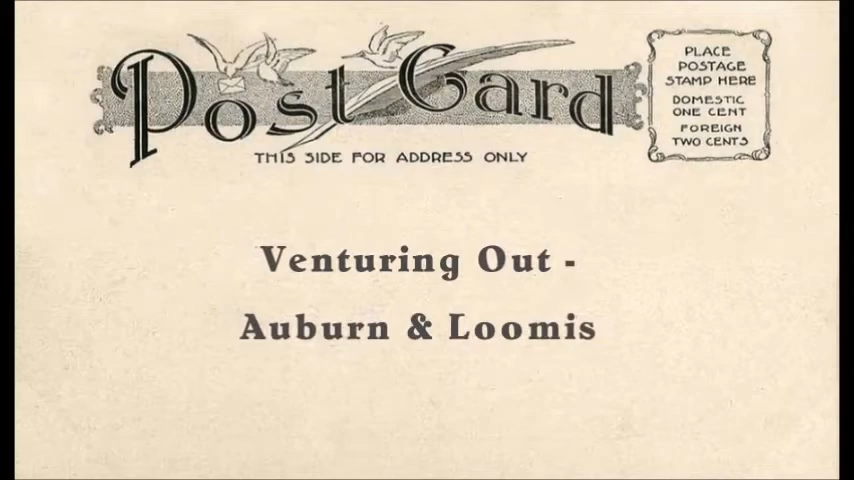 Post Card
THIS SIDE FOR ADDRESS ONLY
PLACE
POSTAGE
STAMP HERE
DOMESTIC
ONE CENT
FOREIGN
TWO CENTS
Venturing Out -
Auburn & Loomis